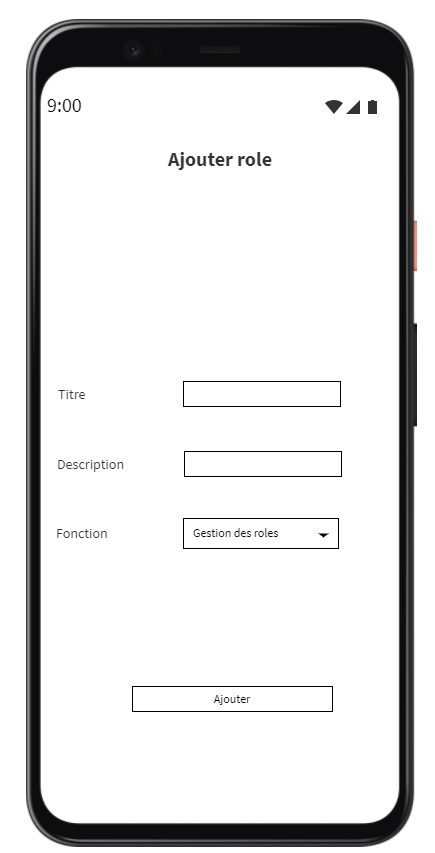 9:00
Ajouter role
Titre
Description
Fonction
Gestion des roles
Ajouter